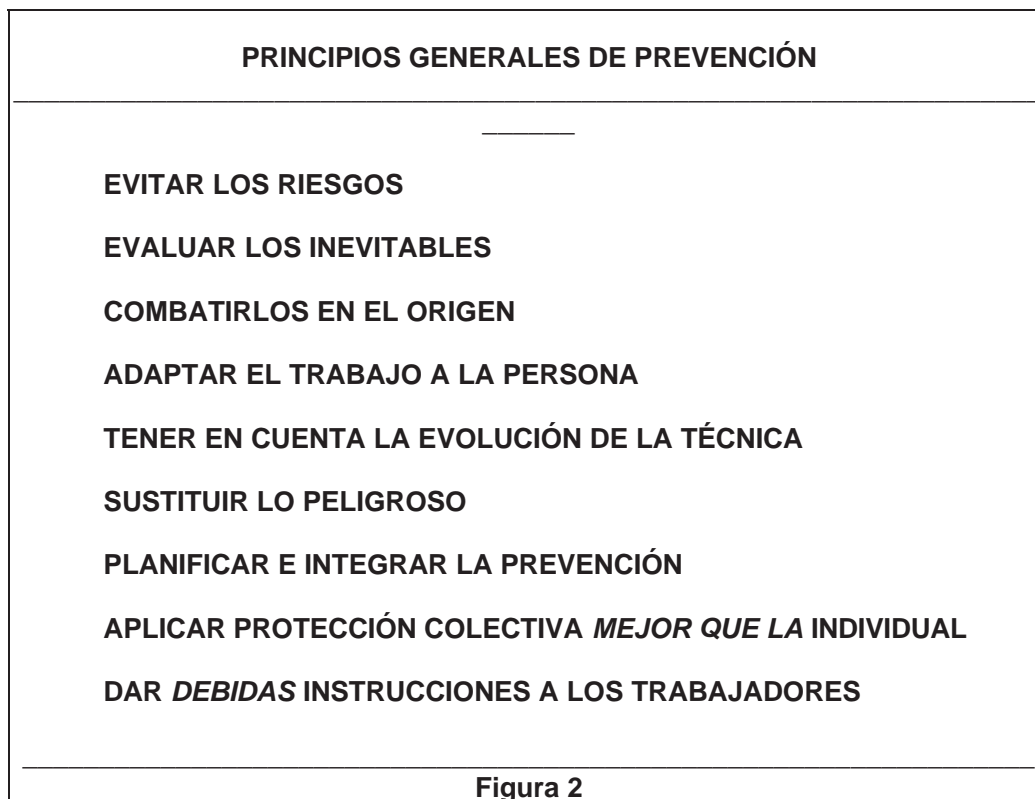 PRINCIPIOS GENERALES DE PREVENCIÓN
EVITAR LOS RIESGOS
EVALUAR LOS INEVITABLES
COMBATIRLOS EN EL ORIGEN
ADAPTAR EL TRABAJO A LA PERSONA
TENER EN CUENTA LA EVOLUCIÓN DE LA TÉCNICA
SUSTITUIR LO PELIGROSO
PLANIFICAR E INTEGRAR LA PREVENCIÓN
APLICAR PROTECCIÓN COLECTIVA MEJOR QUE LA INDIVIDUAL
DAR DEBIDAS INSTRUCCIONES A LOS TRABAJADORES
Figura 2